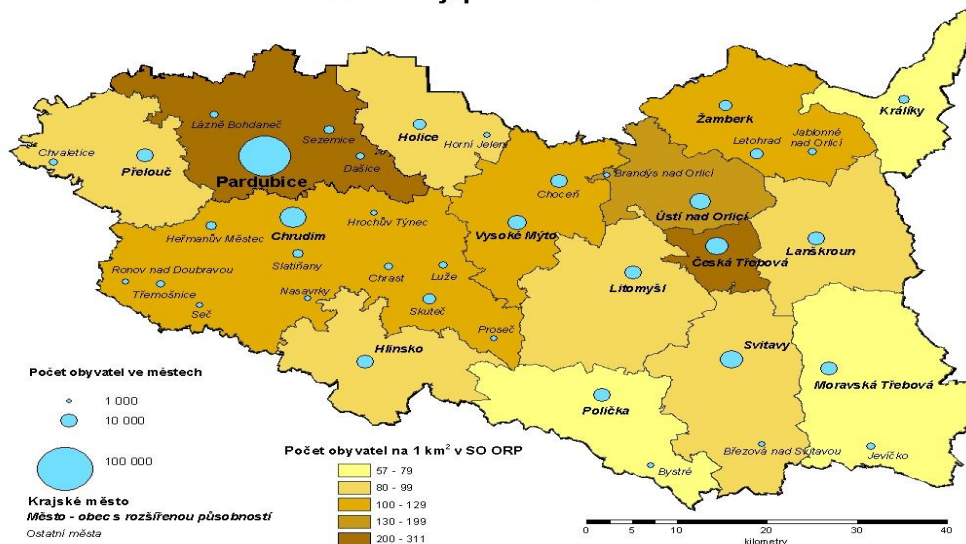 Králíky
Žamberk
Lázně Bohdaneč
Sezemice
Holice
Horní Jelení
Letohrad
Jablonné
nad Orlicí
Chvaletice
Přelouč
Dašice
Pardubice
Choceň
Brandýs nad Orlicí
Ústí nad Orlicí
Hrochův Týnec
Heřmanův Městec
Chrudim
Vysoké Mýto
Slatiňany
Česká Třebová
Lanškroun
Ronov nad Doubravou
Třemošnice
Seč
Nasavrky
Chrast
Luže
Skuteč
Proseč
Litomyšl
Hlinsko
Svitavy
Moravská Třebová
Polička
Březová nad Svitavou
Jevíčko
Bystré
Počet obyvatel ve městech
1 000
10 000
100 000
Krajské město
Město - obec s rozšířenou působností
Ostatní města
Počet obyvatel na 1 km² v SO ORP
57 - 79
80 - 99
100 - 129
130 - 199
200 - 311
0 5 10 20 30 40
kilometry